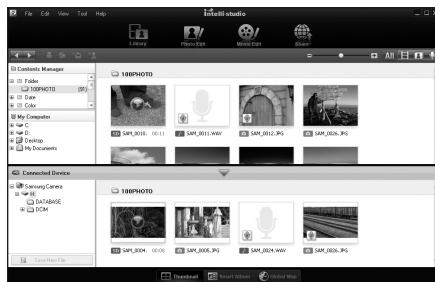 File Edit View Tool Help
Intelli-studio
Library Photo Edit Movie Edit Share
All
Contents Manager
Folder
100PHOTO (91)
Date
Color
My Computer
C:
D:
Desktop
My Documents
100PHOTO
SAM_0010. 00:11 SAM_0011.WAV SAM_0012.JPG SAM_0026.JPG
Connected Device
Samsung Camera
H:
DATABASE
DCIM
100PHOTO
SAM_0004. 00:08 SAM_0005.JPG SAM_0024.WAV SAM_0026.JPG
Save New File
Thumbnail Smart Album Global Map